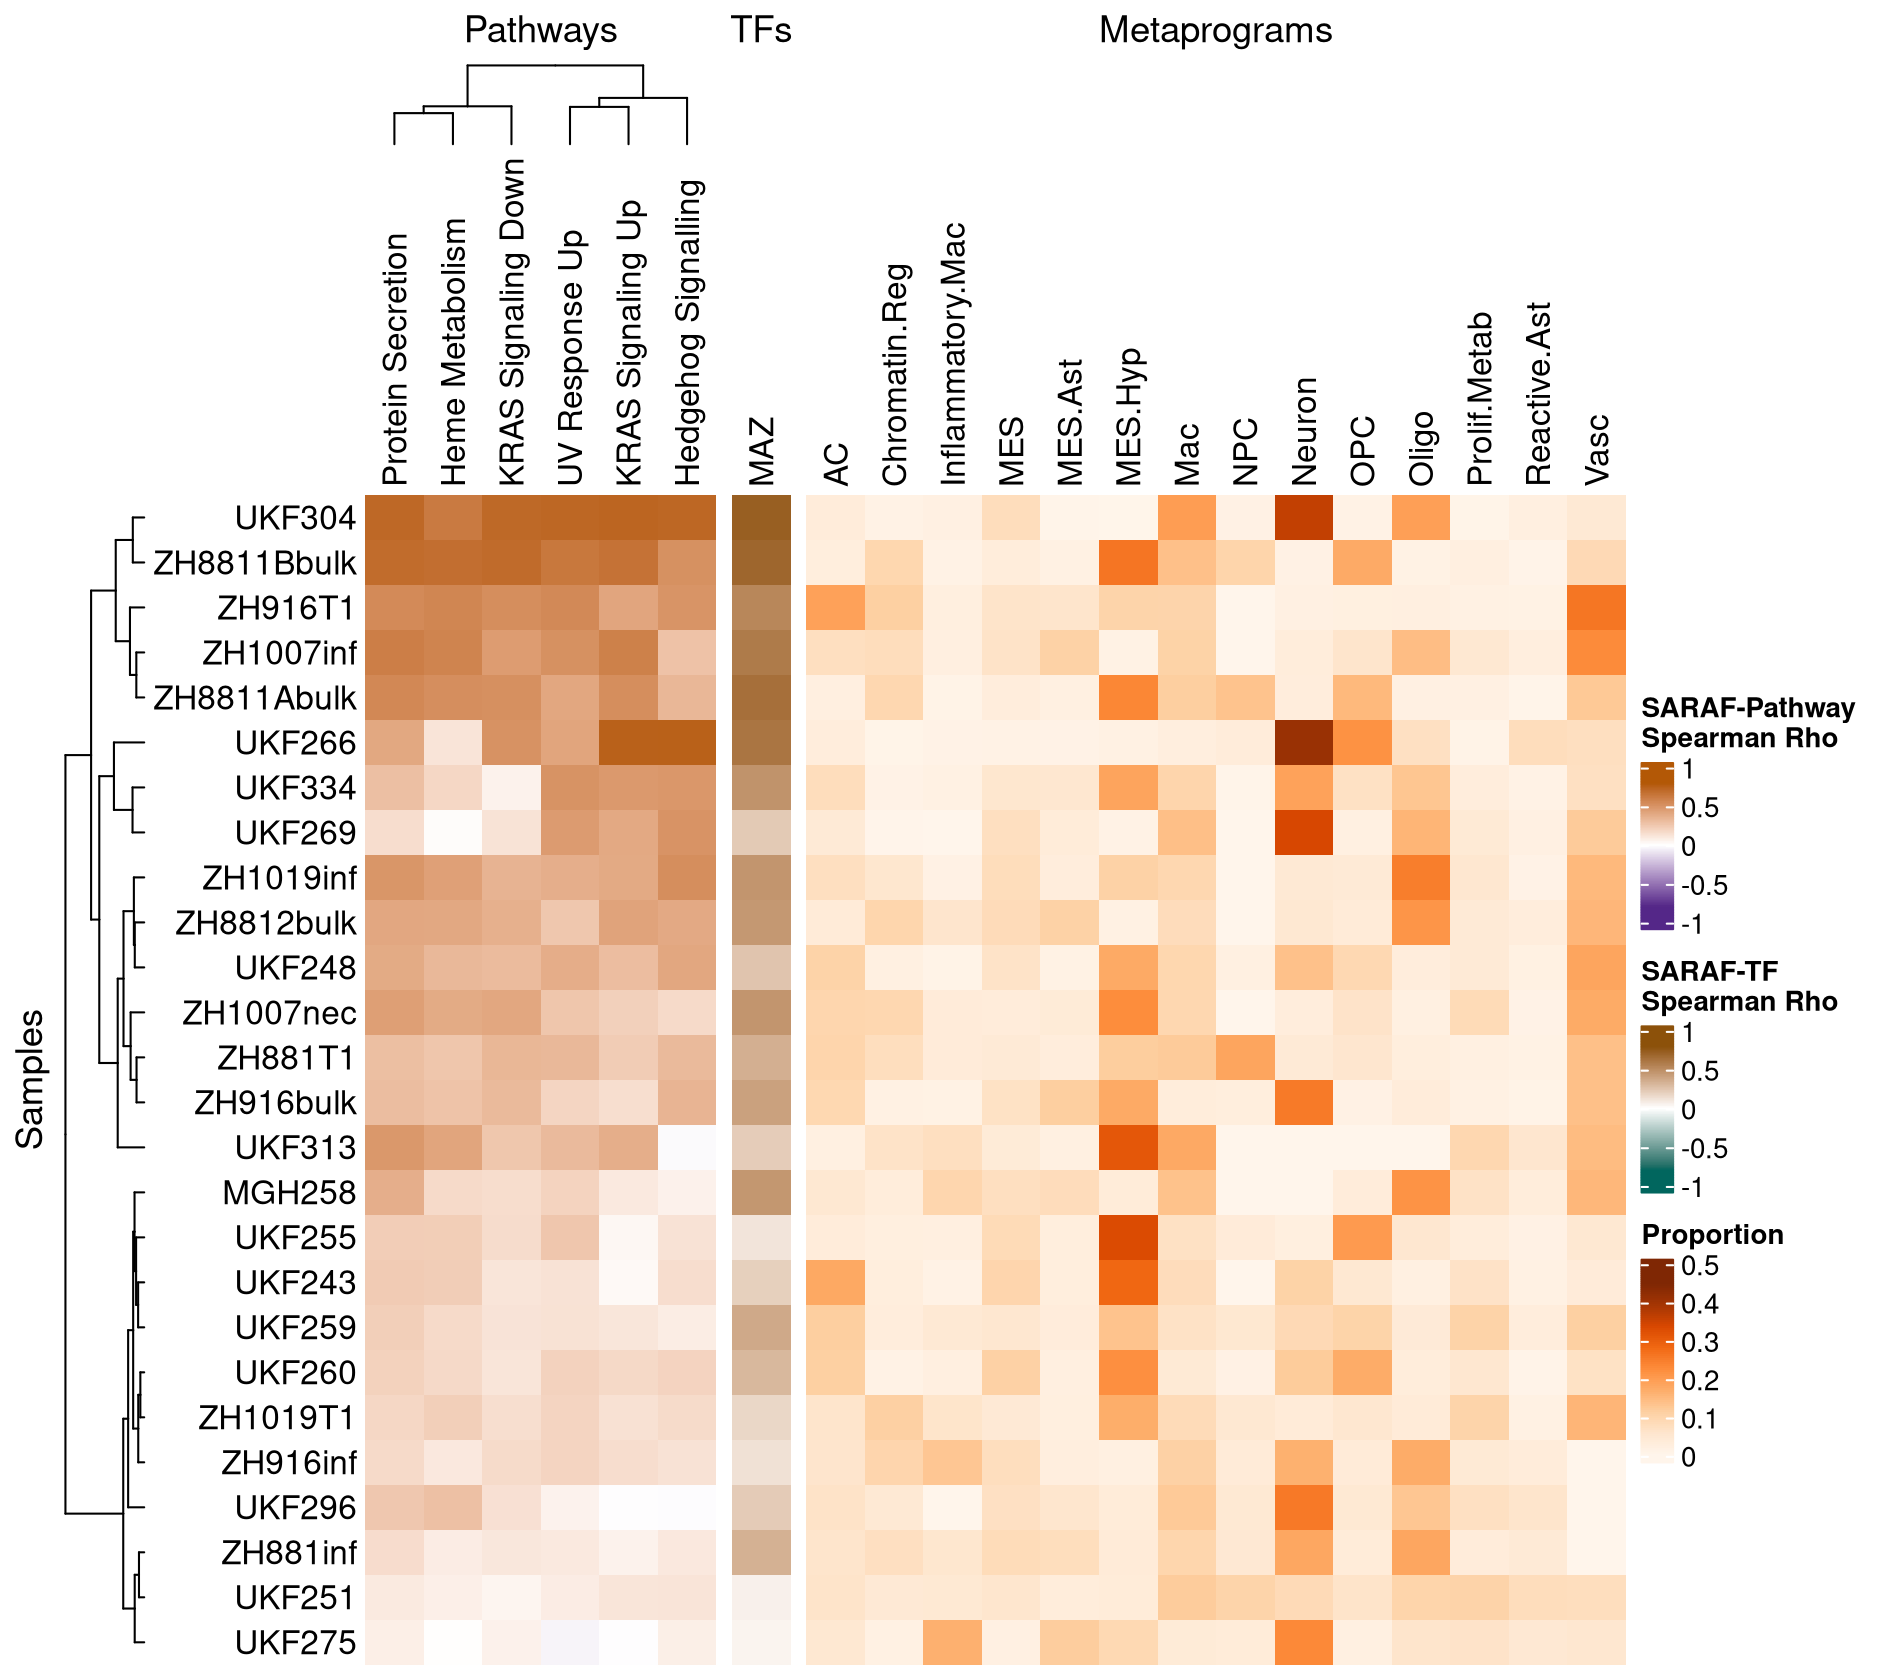 Pathways TFs Metaprograms
Protein Secretion
Heme Metabolism
KRAS Signaling Down
UV Response Up
KRAS Signaling Up
Hedgehog Signalling
MAZ
AC
Chromatin.Reg
Inflammatory.Mac
MES
MES.Ast
MES.Hyp
Mac
NPC
Neuron
OPC
Oligo
Prolif.Metab
Reactive.Ast
Vasc
Samples
UKF304
ZH8811Bbulk
ZH916T1
ZH1007inf
ZH8811Abulk
UKF266
UKF334
UKF269
ZH1019inf
ZH8812bulk
UKF248
ZH1007nec
ZH881T1
ZH916bulk
UKF313
MGH258
UKF255
UKF243
UKF259
UKF260
ZH1019T1
ZH916inf
UKF296
ZH881inf
UKF251
UKF275
SARAF-Pathway
Spearman Rho
1
0.5
0
-0.5
-1
SARAF-TF
Spearman Rho
1
0.5
0
-0.5
-1
Proportion
0.5
0.4
0.3
0.2
0.1
0